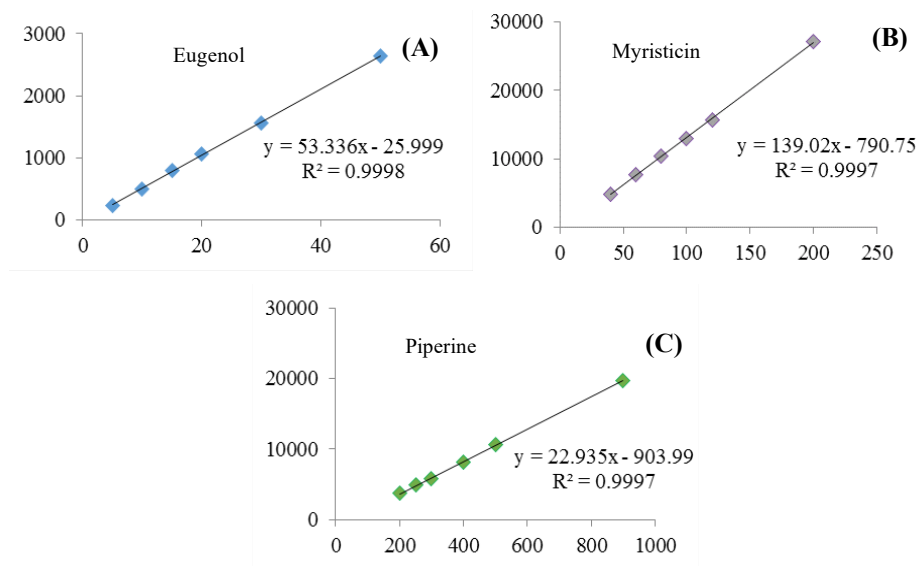 Eugenol
(A)
3000
2000
1000
0
y = 53.336x - 25.999
R² = 0.9998
0 20 40 60
Myristicin
(B)
30000
20000
10000
0
y = 139.02x - 790.75
R² = 0.9997
0 50 100 150 200 250
Piperine
(C)
30000
20000
10000
0
y = 22.935x - 903.99
R² = 0.9997
0 200 400 600 800 1000